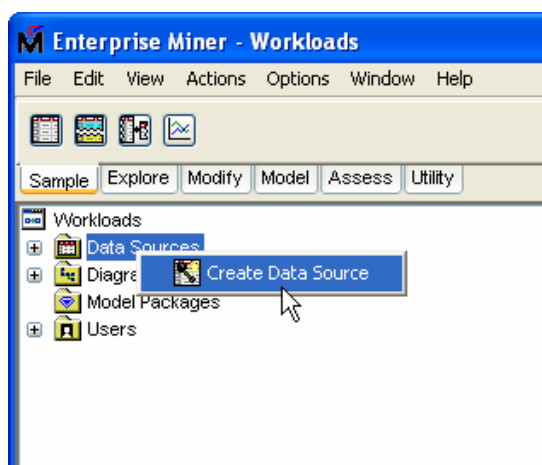 Enterprise Miner - Workloads
File Edit View Actions Options Window Help
Sample Explore Modify Model Assess Utility
Workloads
Data Sources
Create Data Source
Diagra
Model Packages
Users